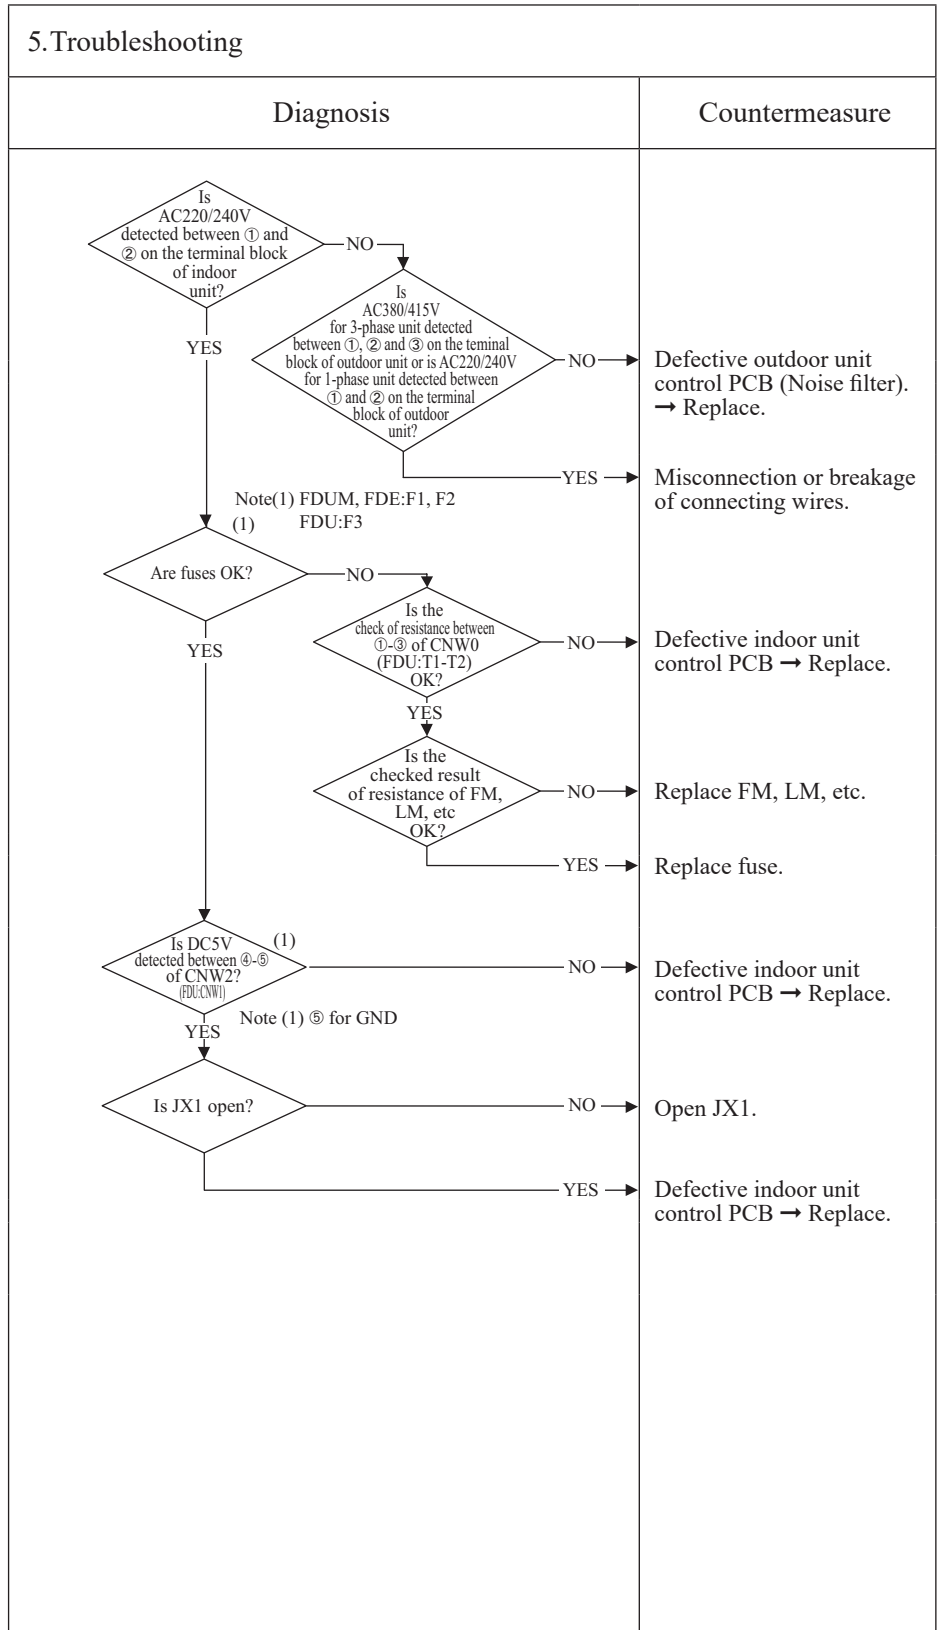 5.Troubleshooting
Diagnosis
Countermeasure
Is
AC220/240V
detected between ① and
② on the terminal block
of indoor
unit?
NO
YES
Is
AC380/415V
for 3-phase unit detected
between ①, ② and ③ on the teminal
block of outdoor unit or is AC220/240V
for 1-phase unit detected between
① and ② on the terminal
block of outdoor
unit?
NO
Defective outdoor unit
control PCB (Noise filter).
→ Replace.
YES
Misconnection or breakage
of connecting wires.
Note(1) FDUM, FDE:F1, F2
FDU:F3
(1)
Are fuses OK?
NO
YES
Is the
check of resistance between
①-③ of CNW0
(FDU:T1-T2)
OK?
NO
Defective indoor unit
control PCB → Replace.
YES
Is the
checked result
of resistance of FM,
LM, etc
OK?
NO
Replace FM, LM, etc.
YES
Replace fuse.
Is DC5V
(1)
detected between ④-⑤
of CNW2?
(FDU:CNW1)
NO
Defective indoor unit
control PCB → Replace.
YES
Note (1) ⑤ for GND
Is JX1 open?
NO
Open JX1.
YES
Defective indoor unit
control PCB → Replace.